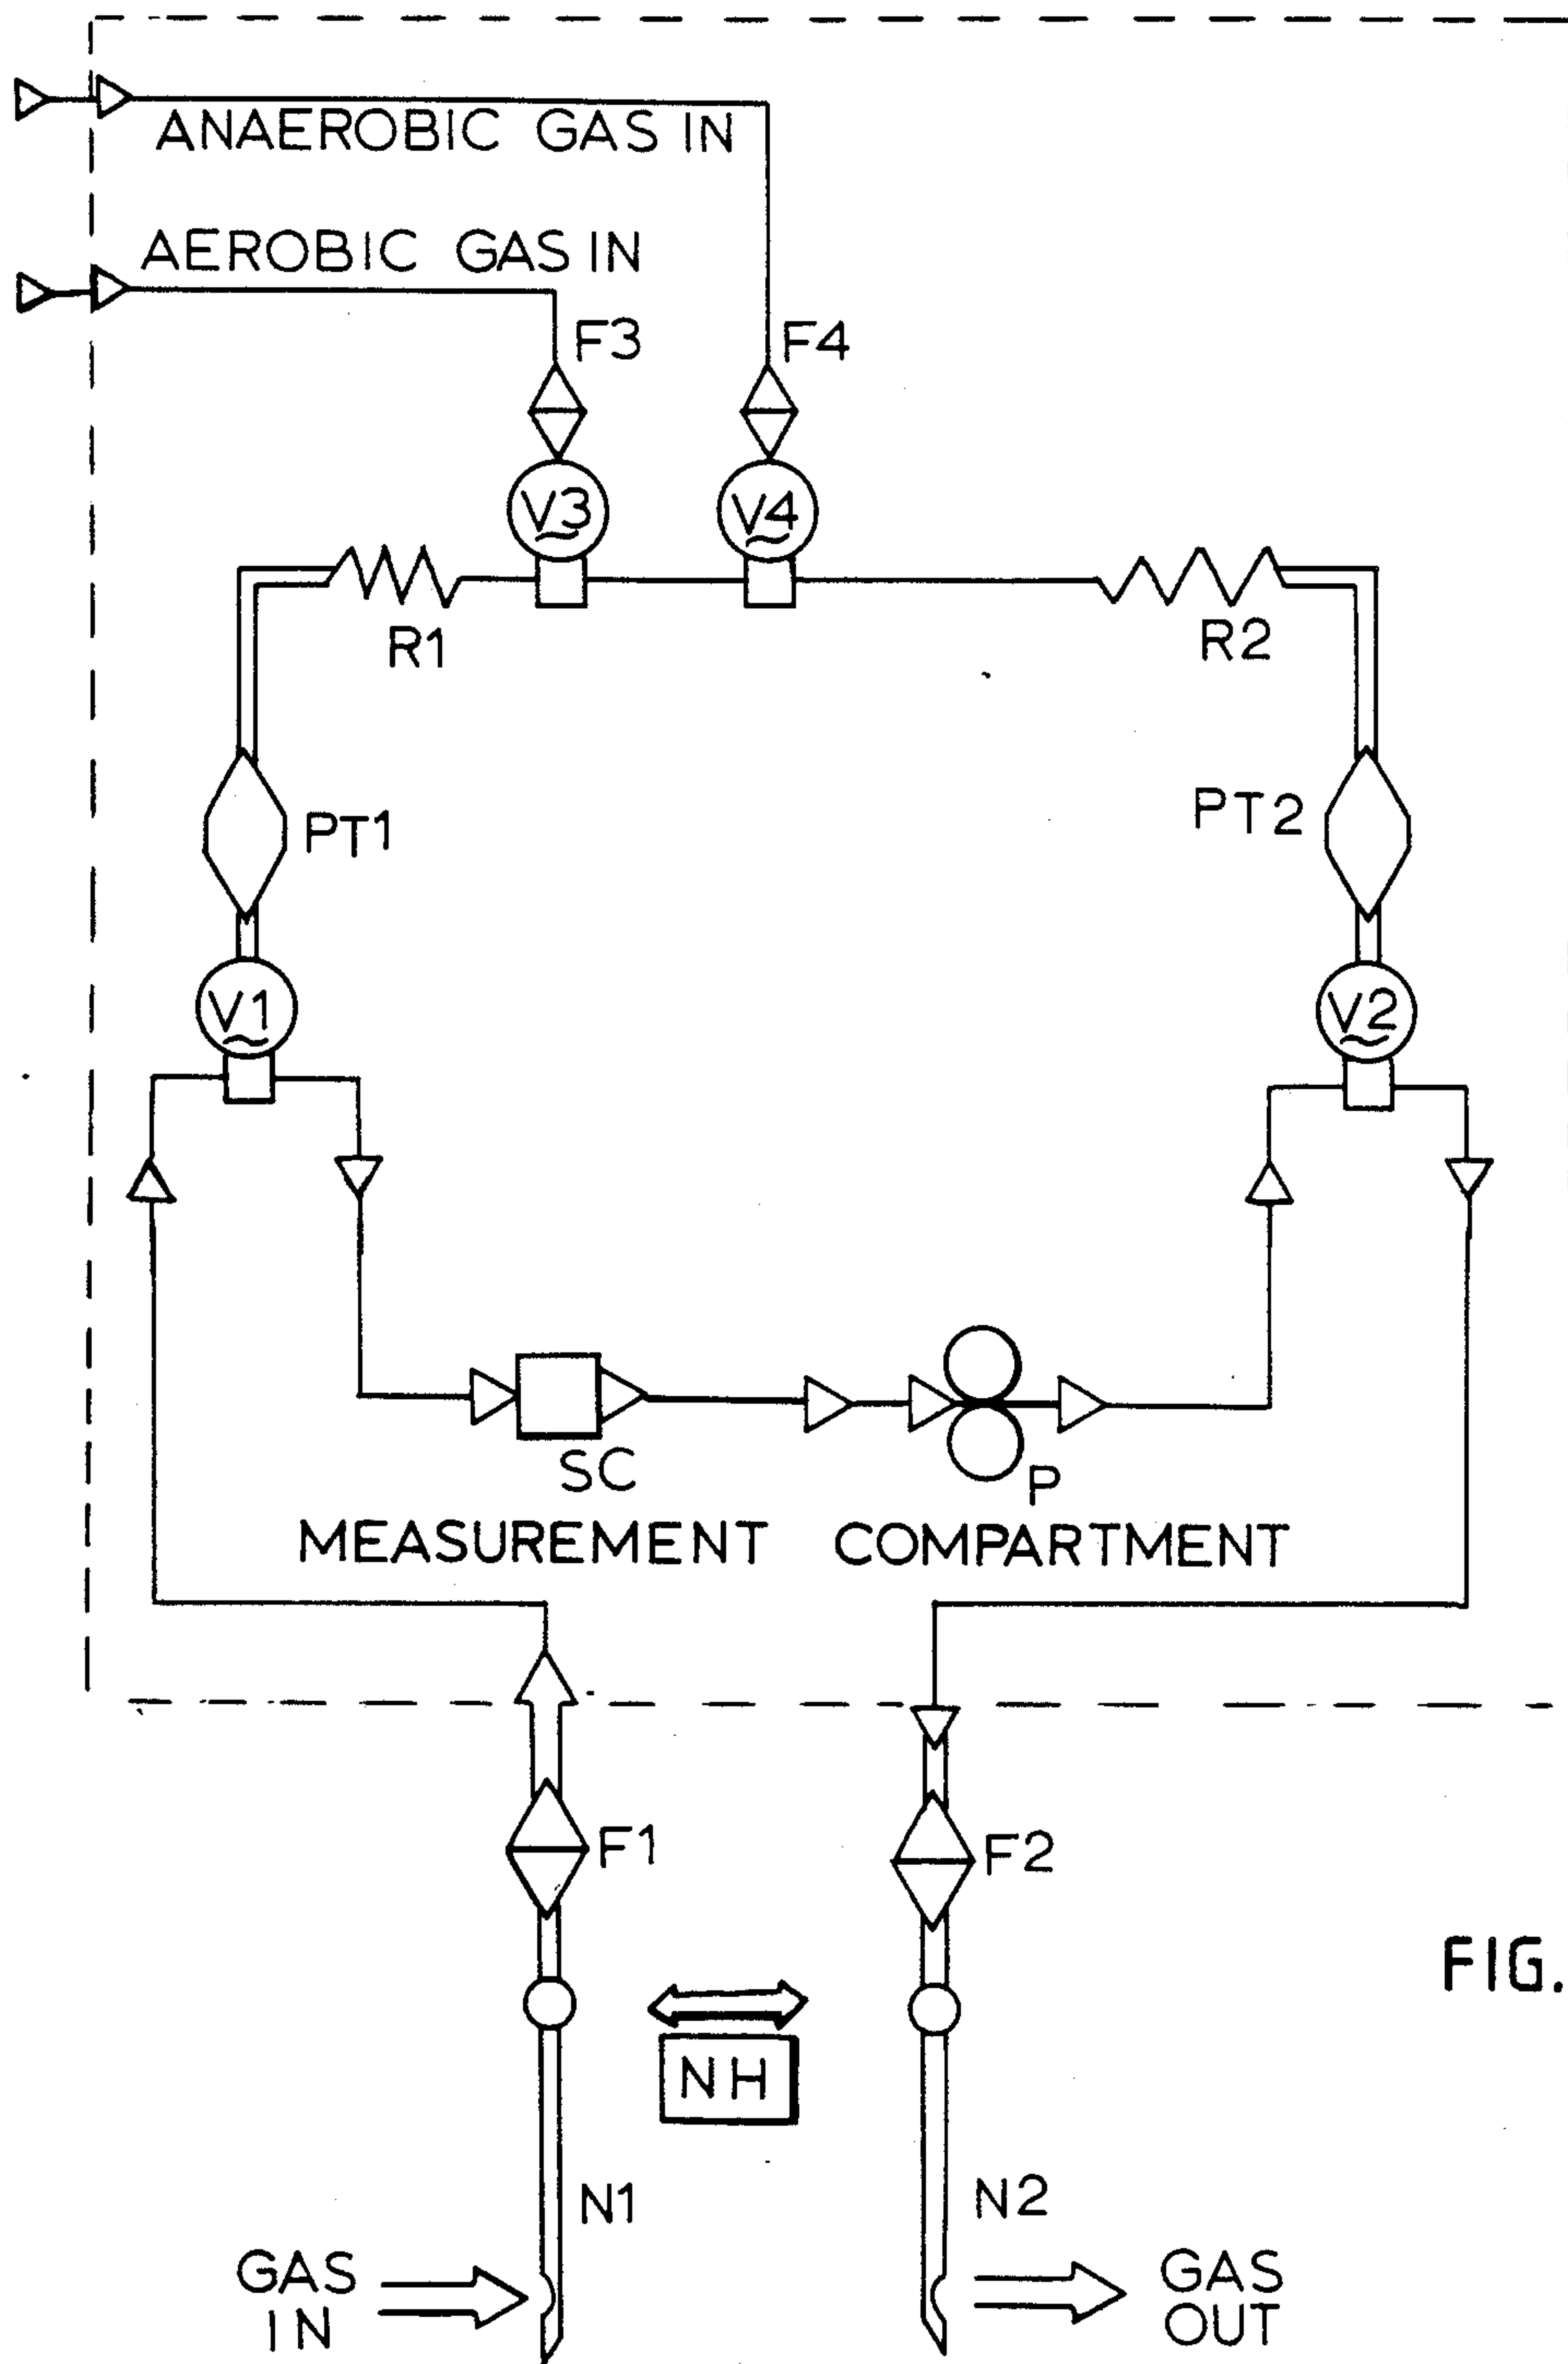 ANAEROBIC GAS IN
AEROBIC GAS IN
F3
F4
V3
V4
R1
R2
PT1
PT2
V1
V2
SC
P
MEASUREMENT COMPARTMENT
F1
F2
FIG.
NH
N1
N2
GAS
IN
GAS
OUT